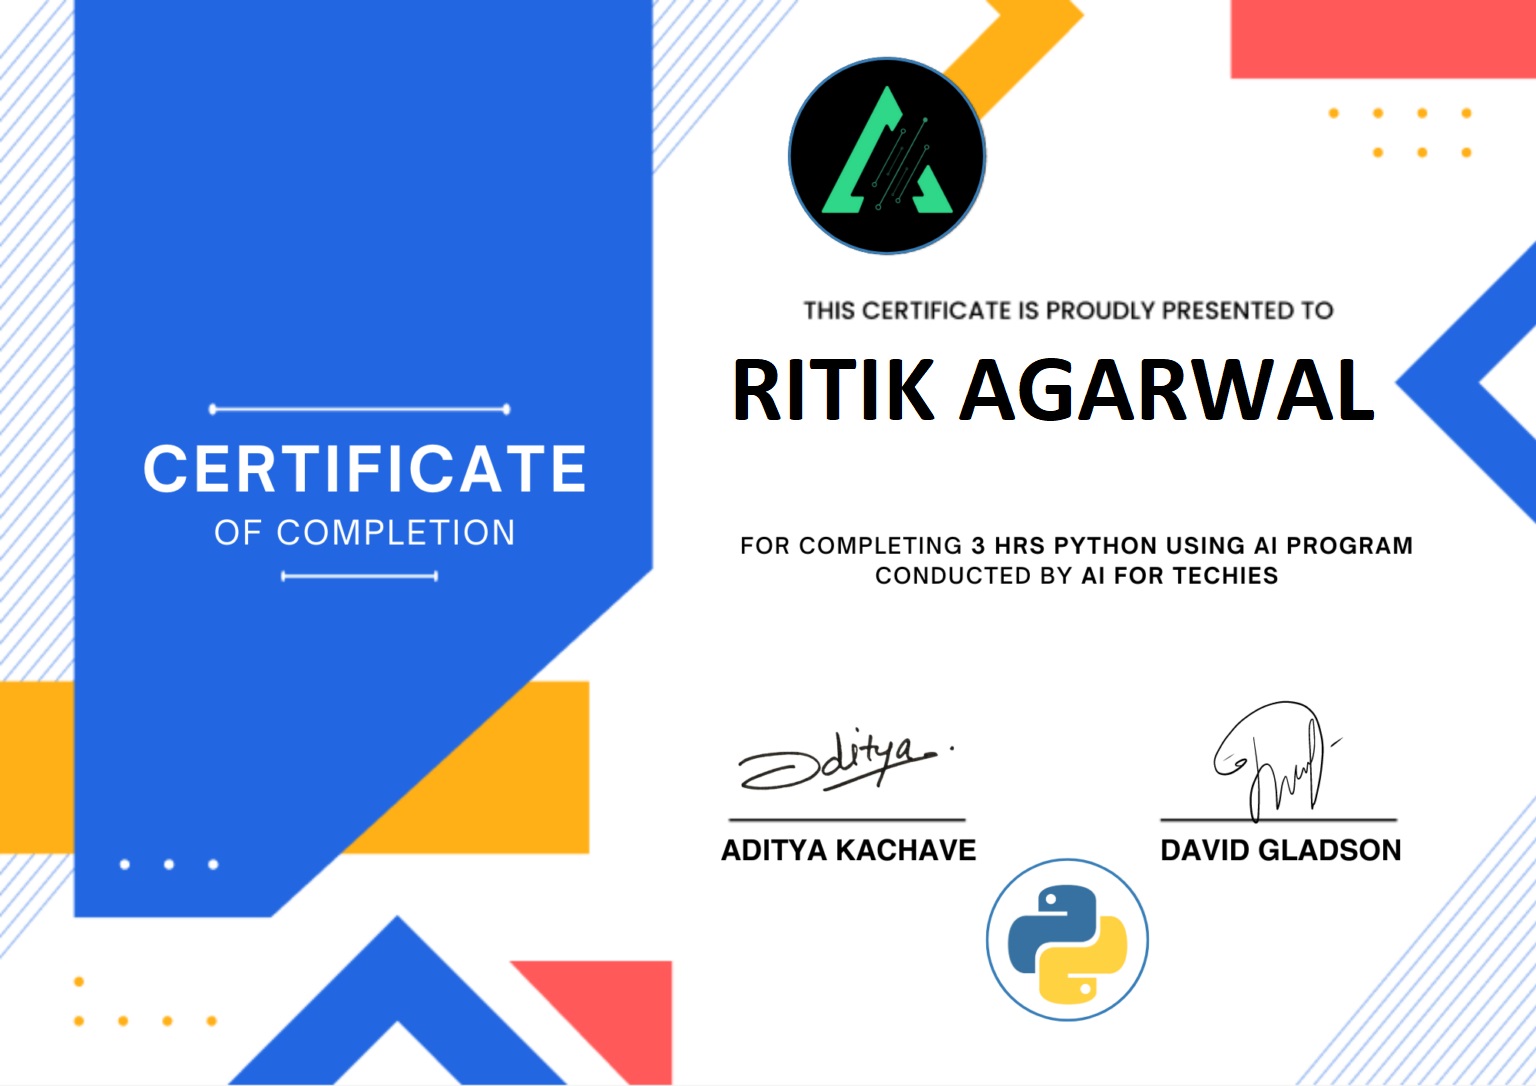 CERTIFICATE
OF COMPLETION
THIS CERTIFICATE IS PROUDLY PRESENTED TO
RITIK AGARWAL
FOR COMPLETING 3 HRS PYTHON USING AI PROGRAM
CONDUCTED BY AI FOR TECHIES
Aditya.
ADITYA KACHAVE
DAVID GLADSON